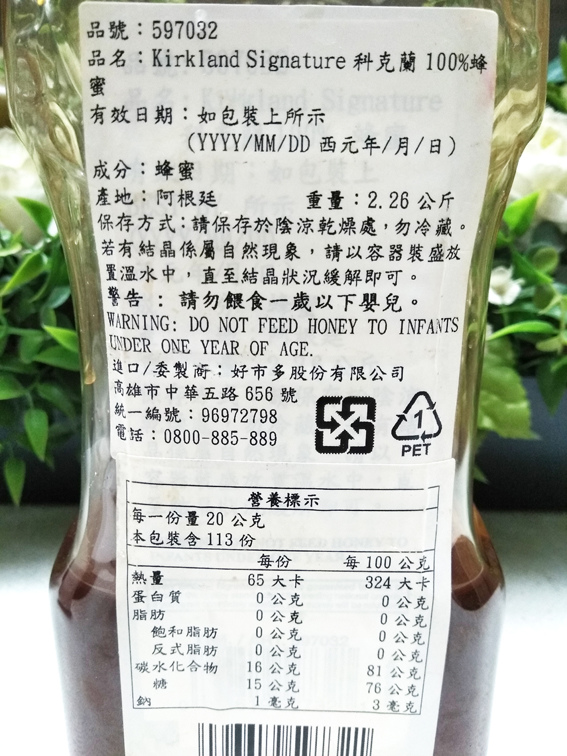 品號：597032
品名：Kirkland Signature 科克蘭 100%蜂
蜜
有效日期：如包裝上所示
(YYYY/MM/DD 西元年/月/日)
成分：蜂蜜
產地：阿根廷 重量：2.26 公斤
保存方式：請保存於陰涼乾燥處，勿冷藏。
若有結晶係屬自然現象，請以容器裝盛放
置溫水中，直至結晶狀況緩解即可。
警告：請勿餵食一歲以下嬰兒。
WARNING: DO NOT FEED HONEY TO INFANTS
UNDER ONE YEAR OF AGE.
進口/委製商：好市多股份有限公司
高雄市中華五路 656 號
統一編號：96972798
電話：0800-885-889
1
PET
營養標示
每一份量 20 公克
本包裝含 113 份
每份 每 100 公克
熱量 65 大卡 324 大卡
蛋白質 0 公克 0 公克
脂肪 0 公克 0 公克
飽和脂肪 0 公克 0 公克
反式脂肪 0 公克 0 公克
碳水化合物 16 公克 81 公克
糖 15 公克 76 公克
鈉 1 毫克 3 毫克